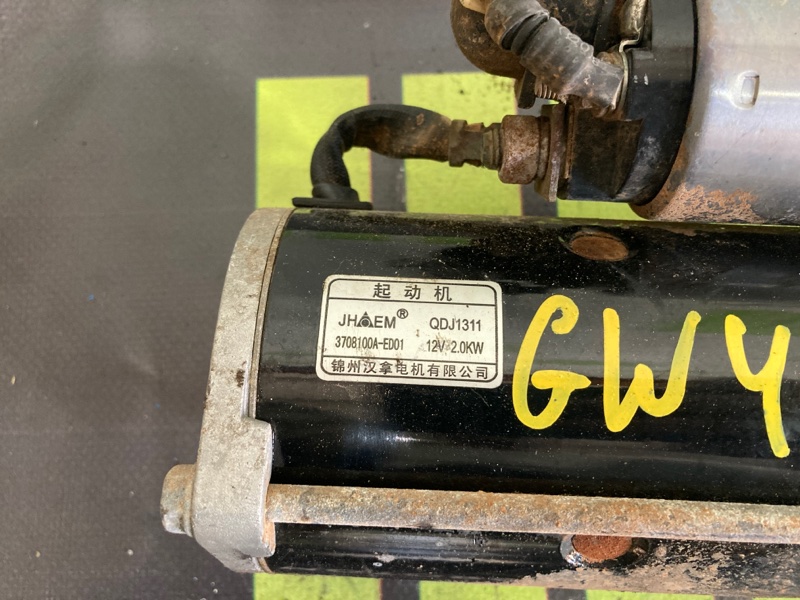 起动机
JHAEM® QDJ1311
3708100A-ED01 12V 2.0KW
锦州汉拿电机有限公司
GWY